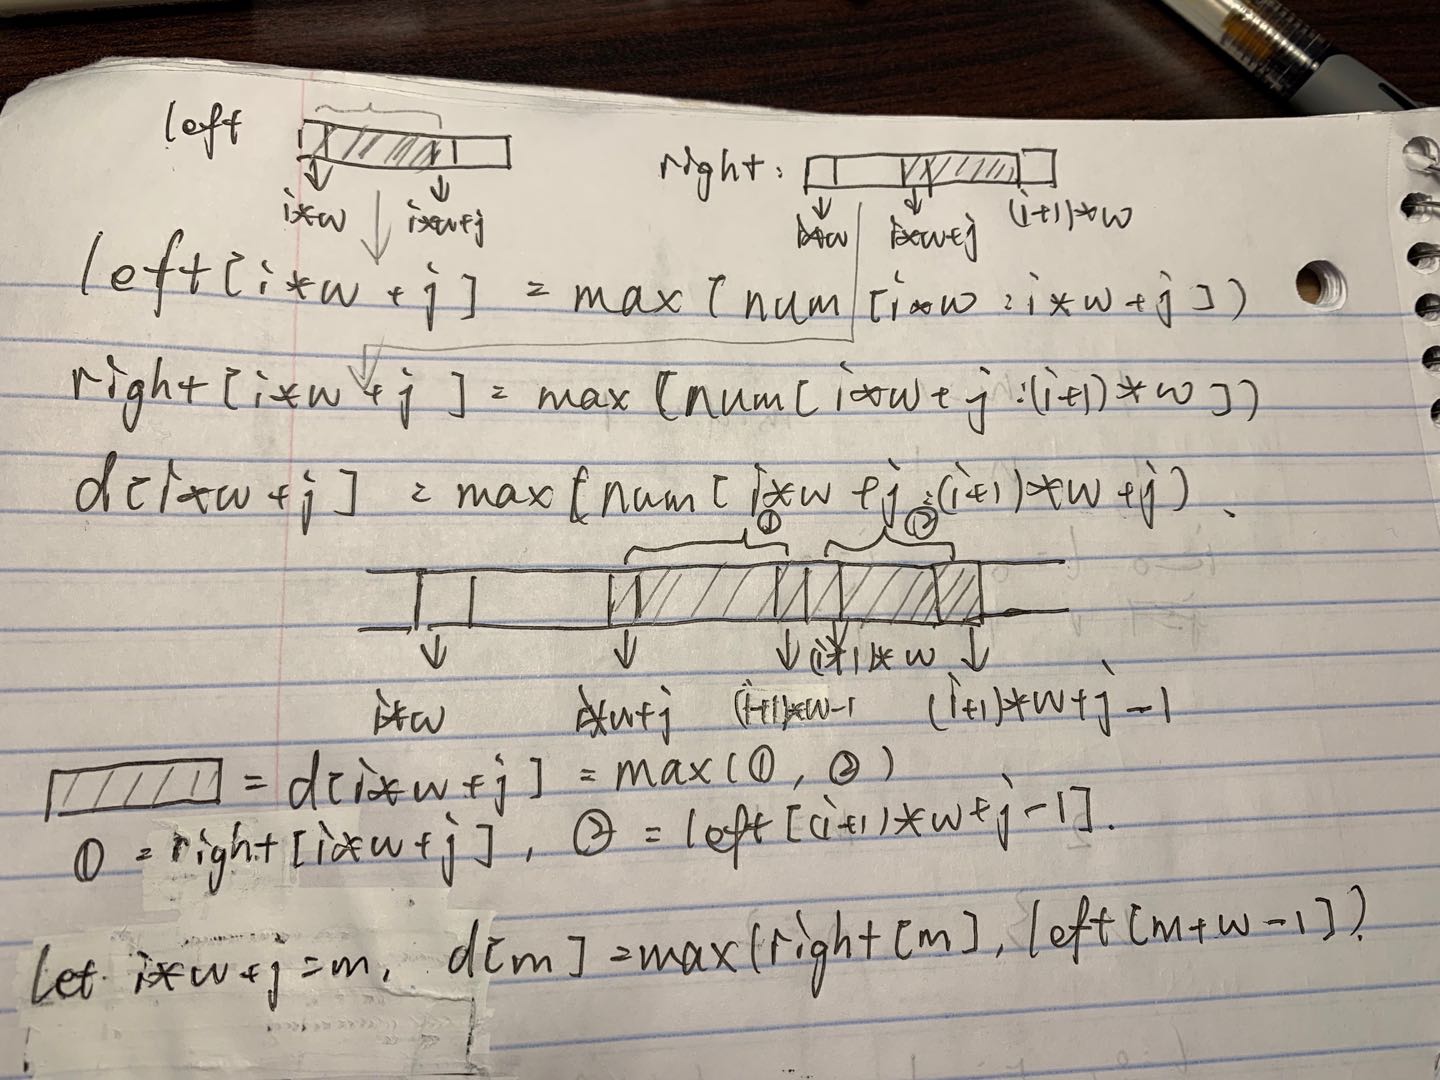 left
right:
i*w
i*w+j
i*w
i*w+j
(i+1)*w
left[i*w+j] = max(num[i*w:i*w+j])
right[i*w+j] = max(num[i*w+j:(i+1)*w])
d[i*w+j] = max[num[i*w+j:(i+1)*w+j).
① ②
(i+1)*w
i*w
i*w+j
(i+1)*w-1
(i+1)*w+j-1
= d[i*w+j] = max(①, ②)
① = right[i*w+j], ② = left[(i+1)*w+j-1].
Let i*w+j=m, d[m]=max(right[m], left[m+w-1])